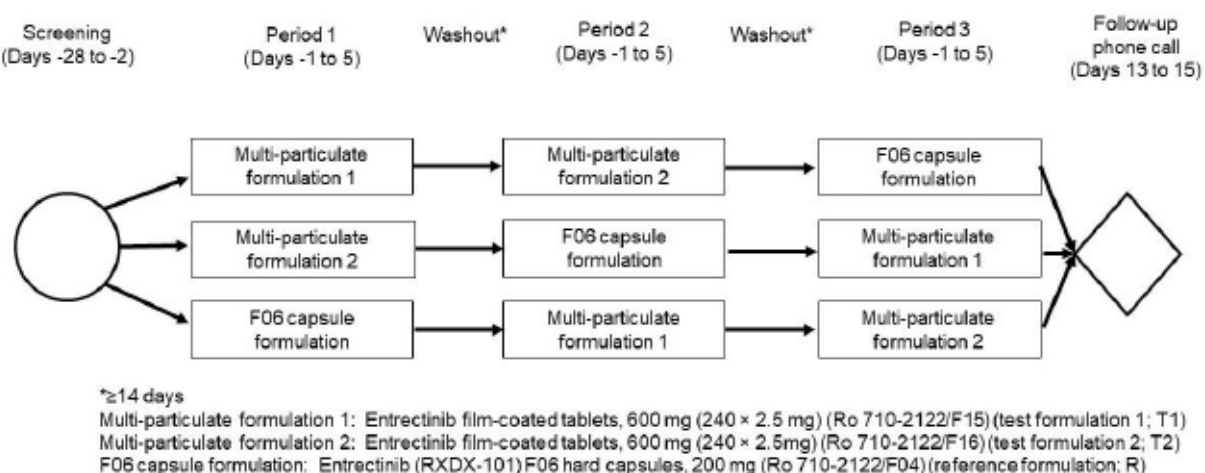 Screening
(Days -28 to -2)
Period 1
(Days -1 to 5)
Washout*
Period 2
(Days -1 to 5)
Washout*
Period 3
(Days -1 to 5)
Follow-up
phone call
(Days 13 to 15)
Multi-particulate
formulation 1
Multi-particulate
formulation 2
F06 capsule
formulation
Multi-particulate
formulation 2
F06 capsule
formulation
Multi-particulate
formulation 1
F06 capsule
formulation
Multi-particulate
formulation 1
Multi-particulate
formulation 2
*≥14 days
Multi-particulate formulation 1: Entrectinib film-coated tablets, 600 mg (240 × 2.5 mg) (Ro 710-2122/F15) (test formulation 1; T1)
Multi-particulate formulation 2: Entrectinib film-coated tablets, 600 mg (240 × 2.5mg) (Ro 710-2122/F16) (test formulation 2; T2)
F06 capsule formulation: Entrectinib (RXDX-101) F06 hard capsules, 200 mg (Ro 710-2122/F04) (reference formulation; R)